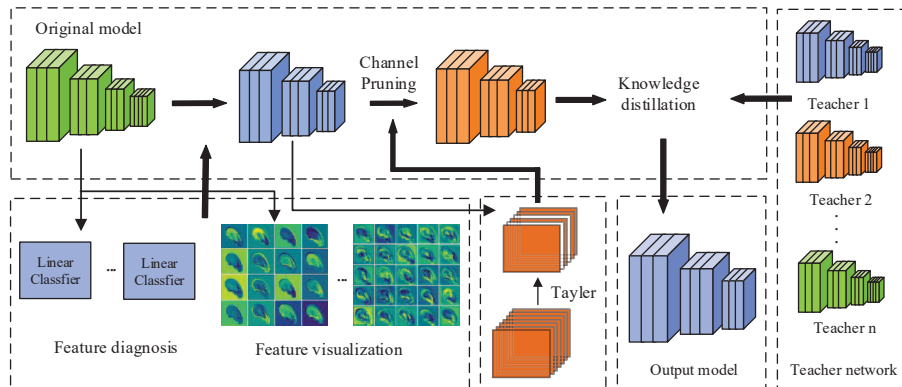 Original model
Channel
Pruning
Knowledge
distillation
Teacher 1
Teacher 2
Teacher n
Teacher network
Linear
Classfier
...
Linear
Classfier
...
Tayler
Feature diagnosis
Feature visualization
Output model